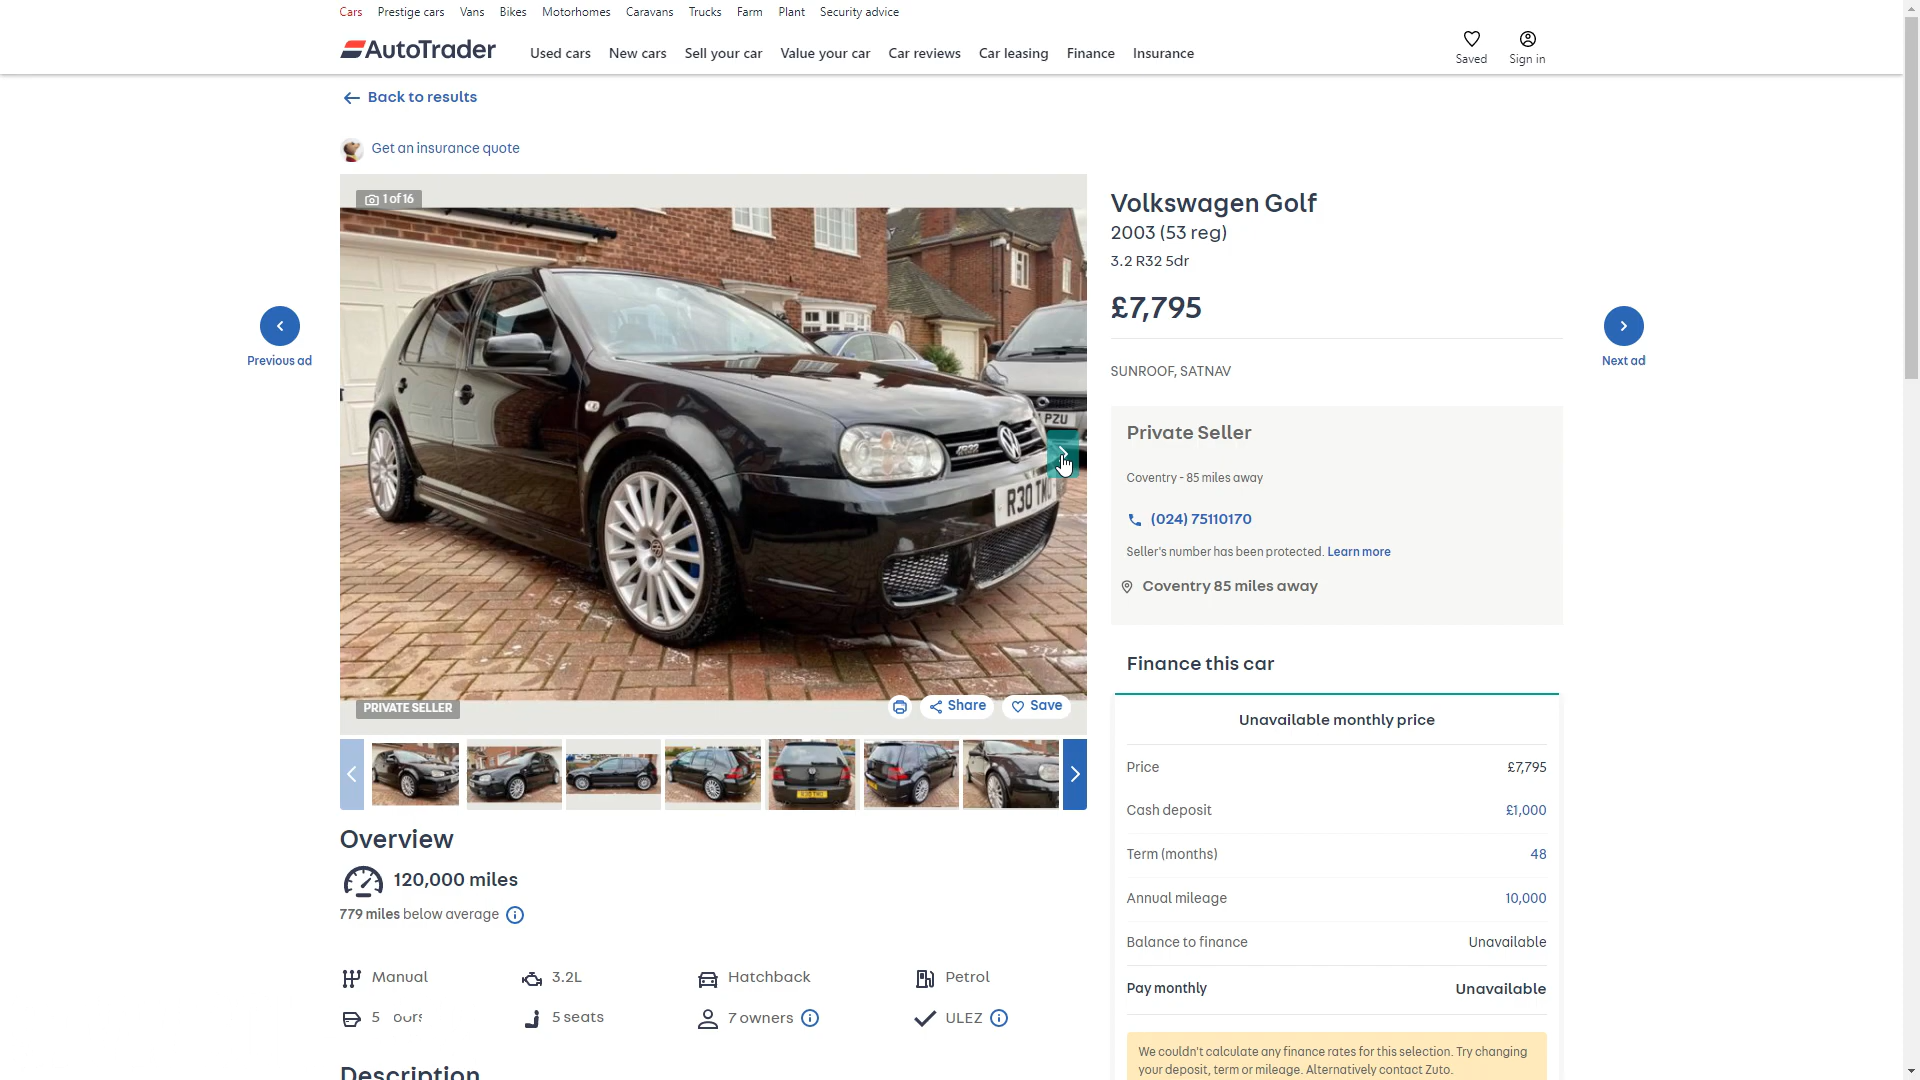 Cars Prestige cars Vans Bikes Motorhomes Caravans Trucks Farm Plant Security advice
AutoTrader
Used cars New cars Sell your car Value your car Car reviews Car leasing Finance Insurance
Saved
Sign in
Back to results
Get an insurance quote
1 of 16
PZU
R30
PRIVATE SELLER
Share
Save
Previous ad
Next ad
Volkswagen Golf
2003 (53 reg)
3.2 R32 5dr
£7,795
SUNROOF, SATNAV
Private Seller
Coventry - 85 miles away
(024) 75110170
Seller's number has been protected. Learn more
Coventry 85 miles away
Finance this car
Unavailable monthly price
Price £7,795
Cash deposit £1,000
Term (months) 48
Annual mileage 10,000
Balance to finance Unavailable
Pay monthly Unavailable
We couldn't calculate any finance rates for this selection. Try changing
your deposit, term or mileage. Alternatively contact Zuto.
Overview
120,000 miles
779 miles below average
Manual 3.2L Hatchback Petrol
5 5 seats 7 owners ULEZ
Description